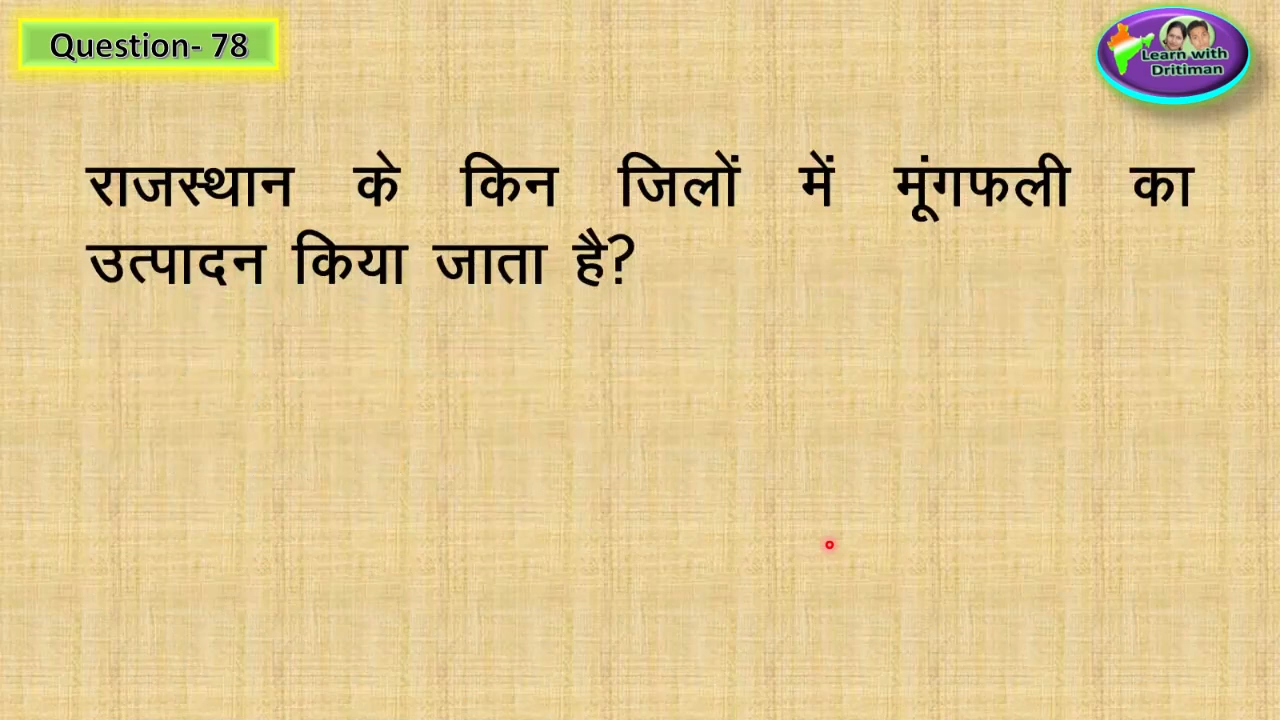 Question- 78
Learn with
Dritiman
राजस्थान के किन जिलों में मूंगफली का
उत्पादन किया जाता है?